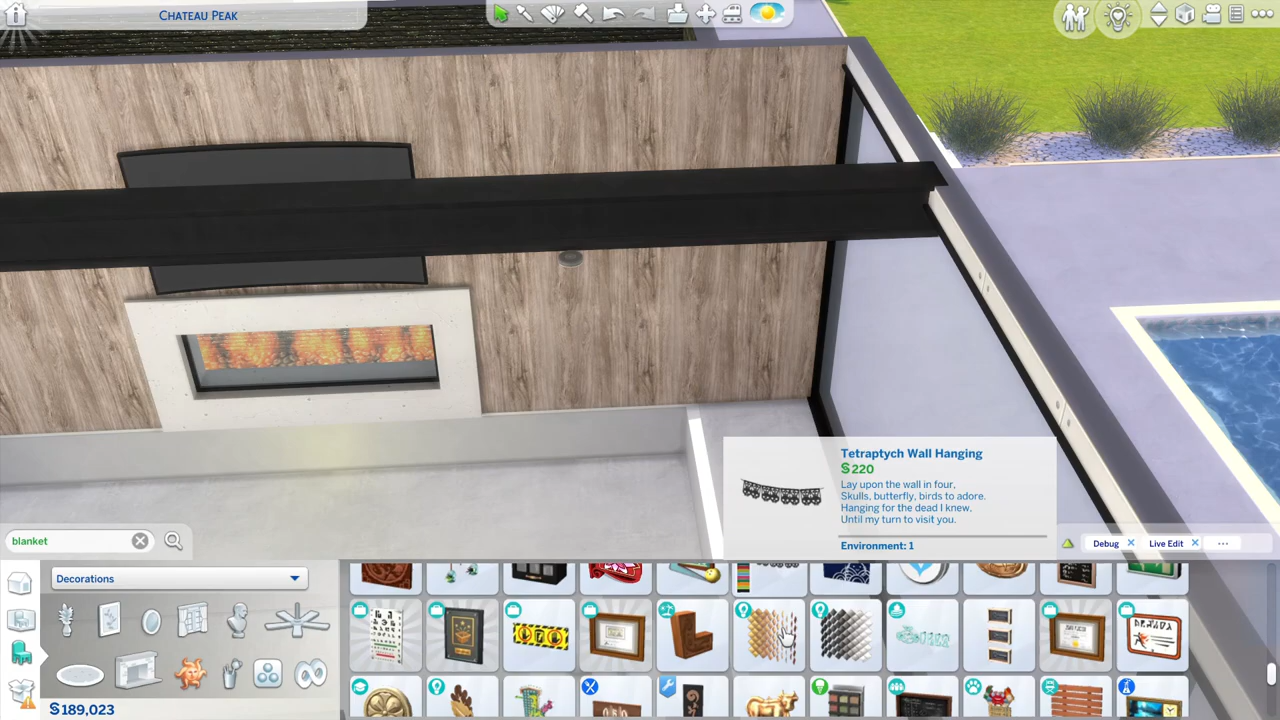 CHATEAU PEAK
Tetraptych Wall Hanging
§220
Lay upon the wall in four,
Skulls, butterfly, birds to adore.
Hanging for the dead I knew,
Until my turn to visit you.
Environment: 1
blanket
Debug
Live Edit
...
Decorations
§189,023